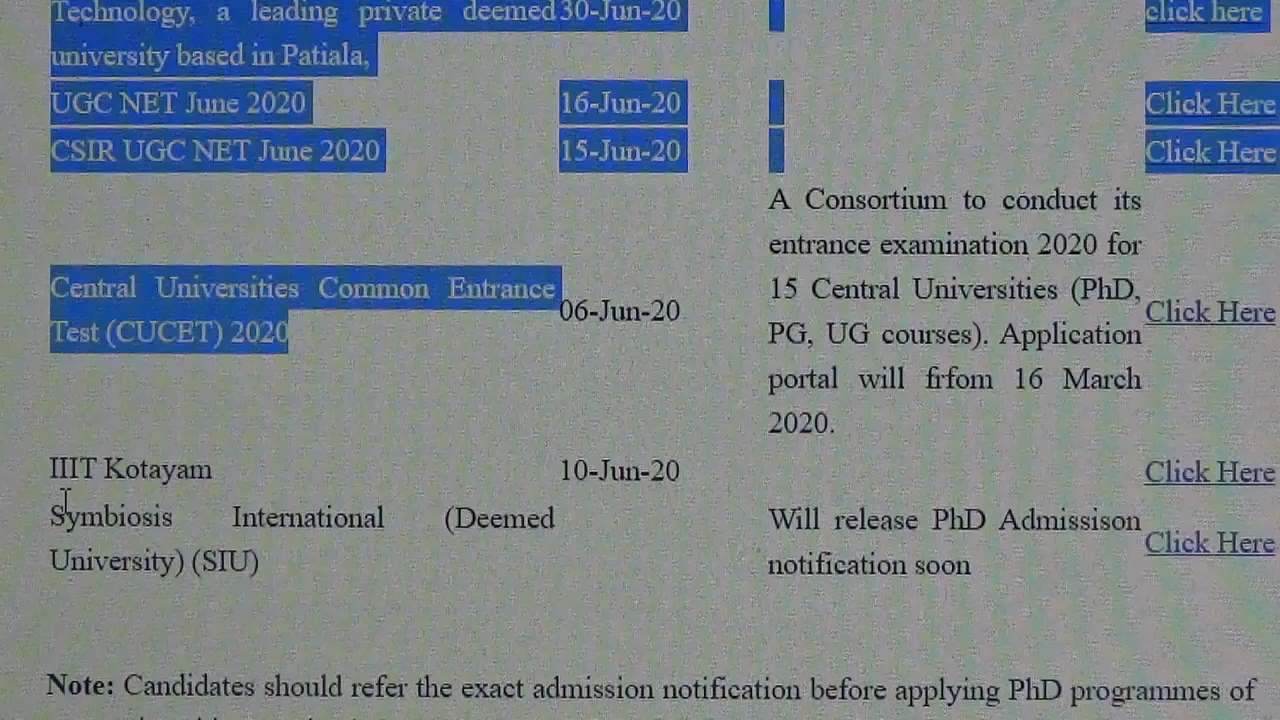 Technology, a leading private deemed 30-Jun-20 click here
university based in Patiala,
UGC NET June 2020 16-Jun-20 Click Here
CSIR UGC NET June 2020 15-Jun-20 Click Here
Central Universities Common Entrance
Test (CUCET) 2020
06-Jun-20
A Consortium to conduct its
entrance examination 2020 for
15 Central Universities (PhD,
PG, UG courses). Application
portal will frfom 16 March
2020.
Click Here
IIIT Kotayam 10-Jun-20 Click Here
Symbiosis International (Deemed
University) (SIU)
Will release PhD Admissison
notification soon
Click Here
Note: Candidates should refer the exact admission notification before applying PhD programmes of